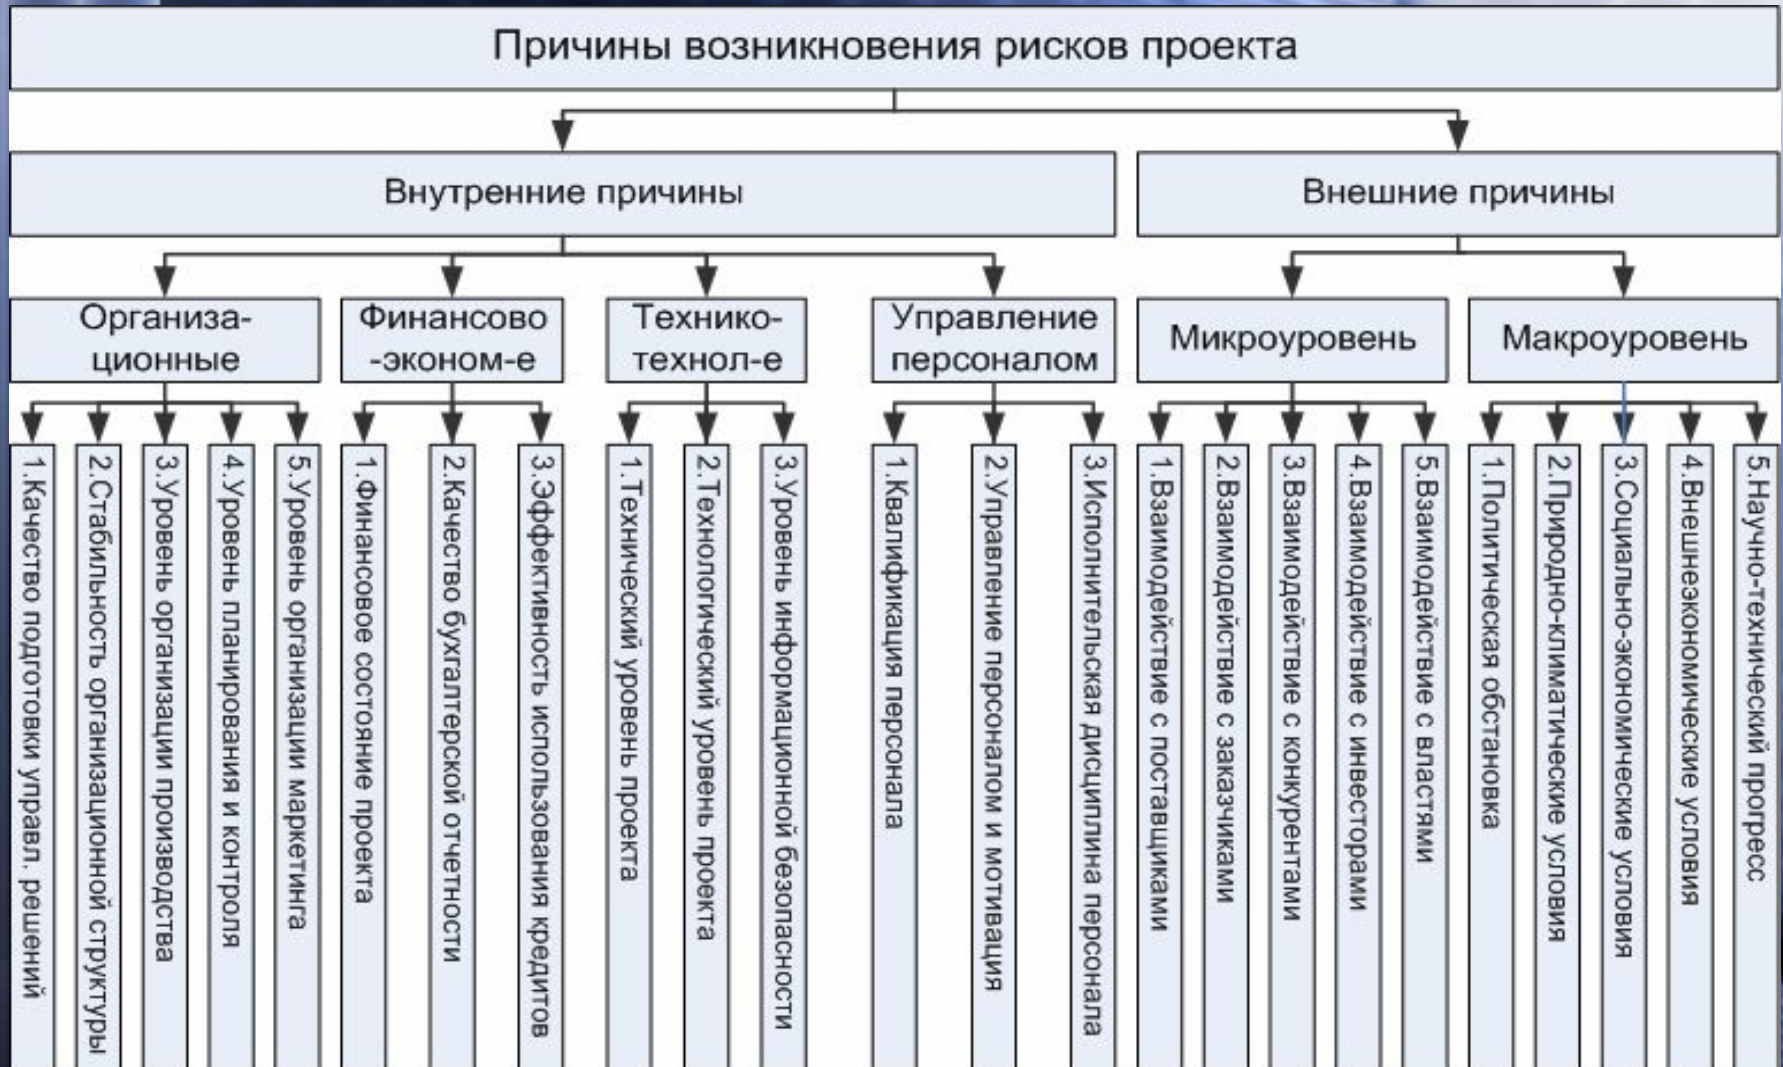 Причины возникновения рисков проекта
Внутренние причины
Внешние причины
Организа-
ционные
Финансово
-эконом-е
Технико-
технол-е
Управление
персоналом
Микроуровень
Макроуровень
1.Качество подготовки управл. решений
2.Стабильность организационной структуры
3.Уровень организации производства
4.Уровень планирования и контроля
5.Уровень организации маркетинга
1.Финансовое состояние проекта
2.Качество бухгалтерской отчетности
3.Эффективность использования кредитов
1.Технический уровень проекта
2.Технологический уровень проекта
3.Уровень информационной безопасности
1.Квалификация персонала
2.Управление персоналом и мотивация
3.Исполнительская дисциплина персонала
1.Взаимодействие с поставщиками
2.Взаимодействие с заказчиками
3.Взаимодействие с конкурентами
4.Взаимодействие с инвесторами
5.Взаимодействие с властями
1.Политическая обстановка
2.Природно-климатические условия
3.Социально-экономические условия
4.Внешнеэкономические условия
5.Научно-технический прогресс